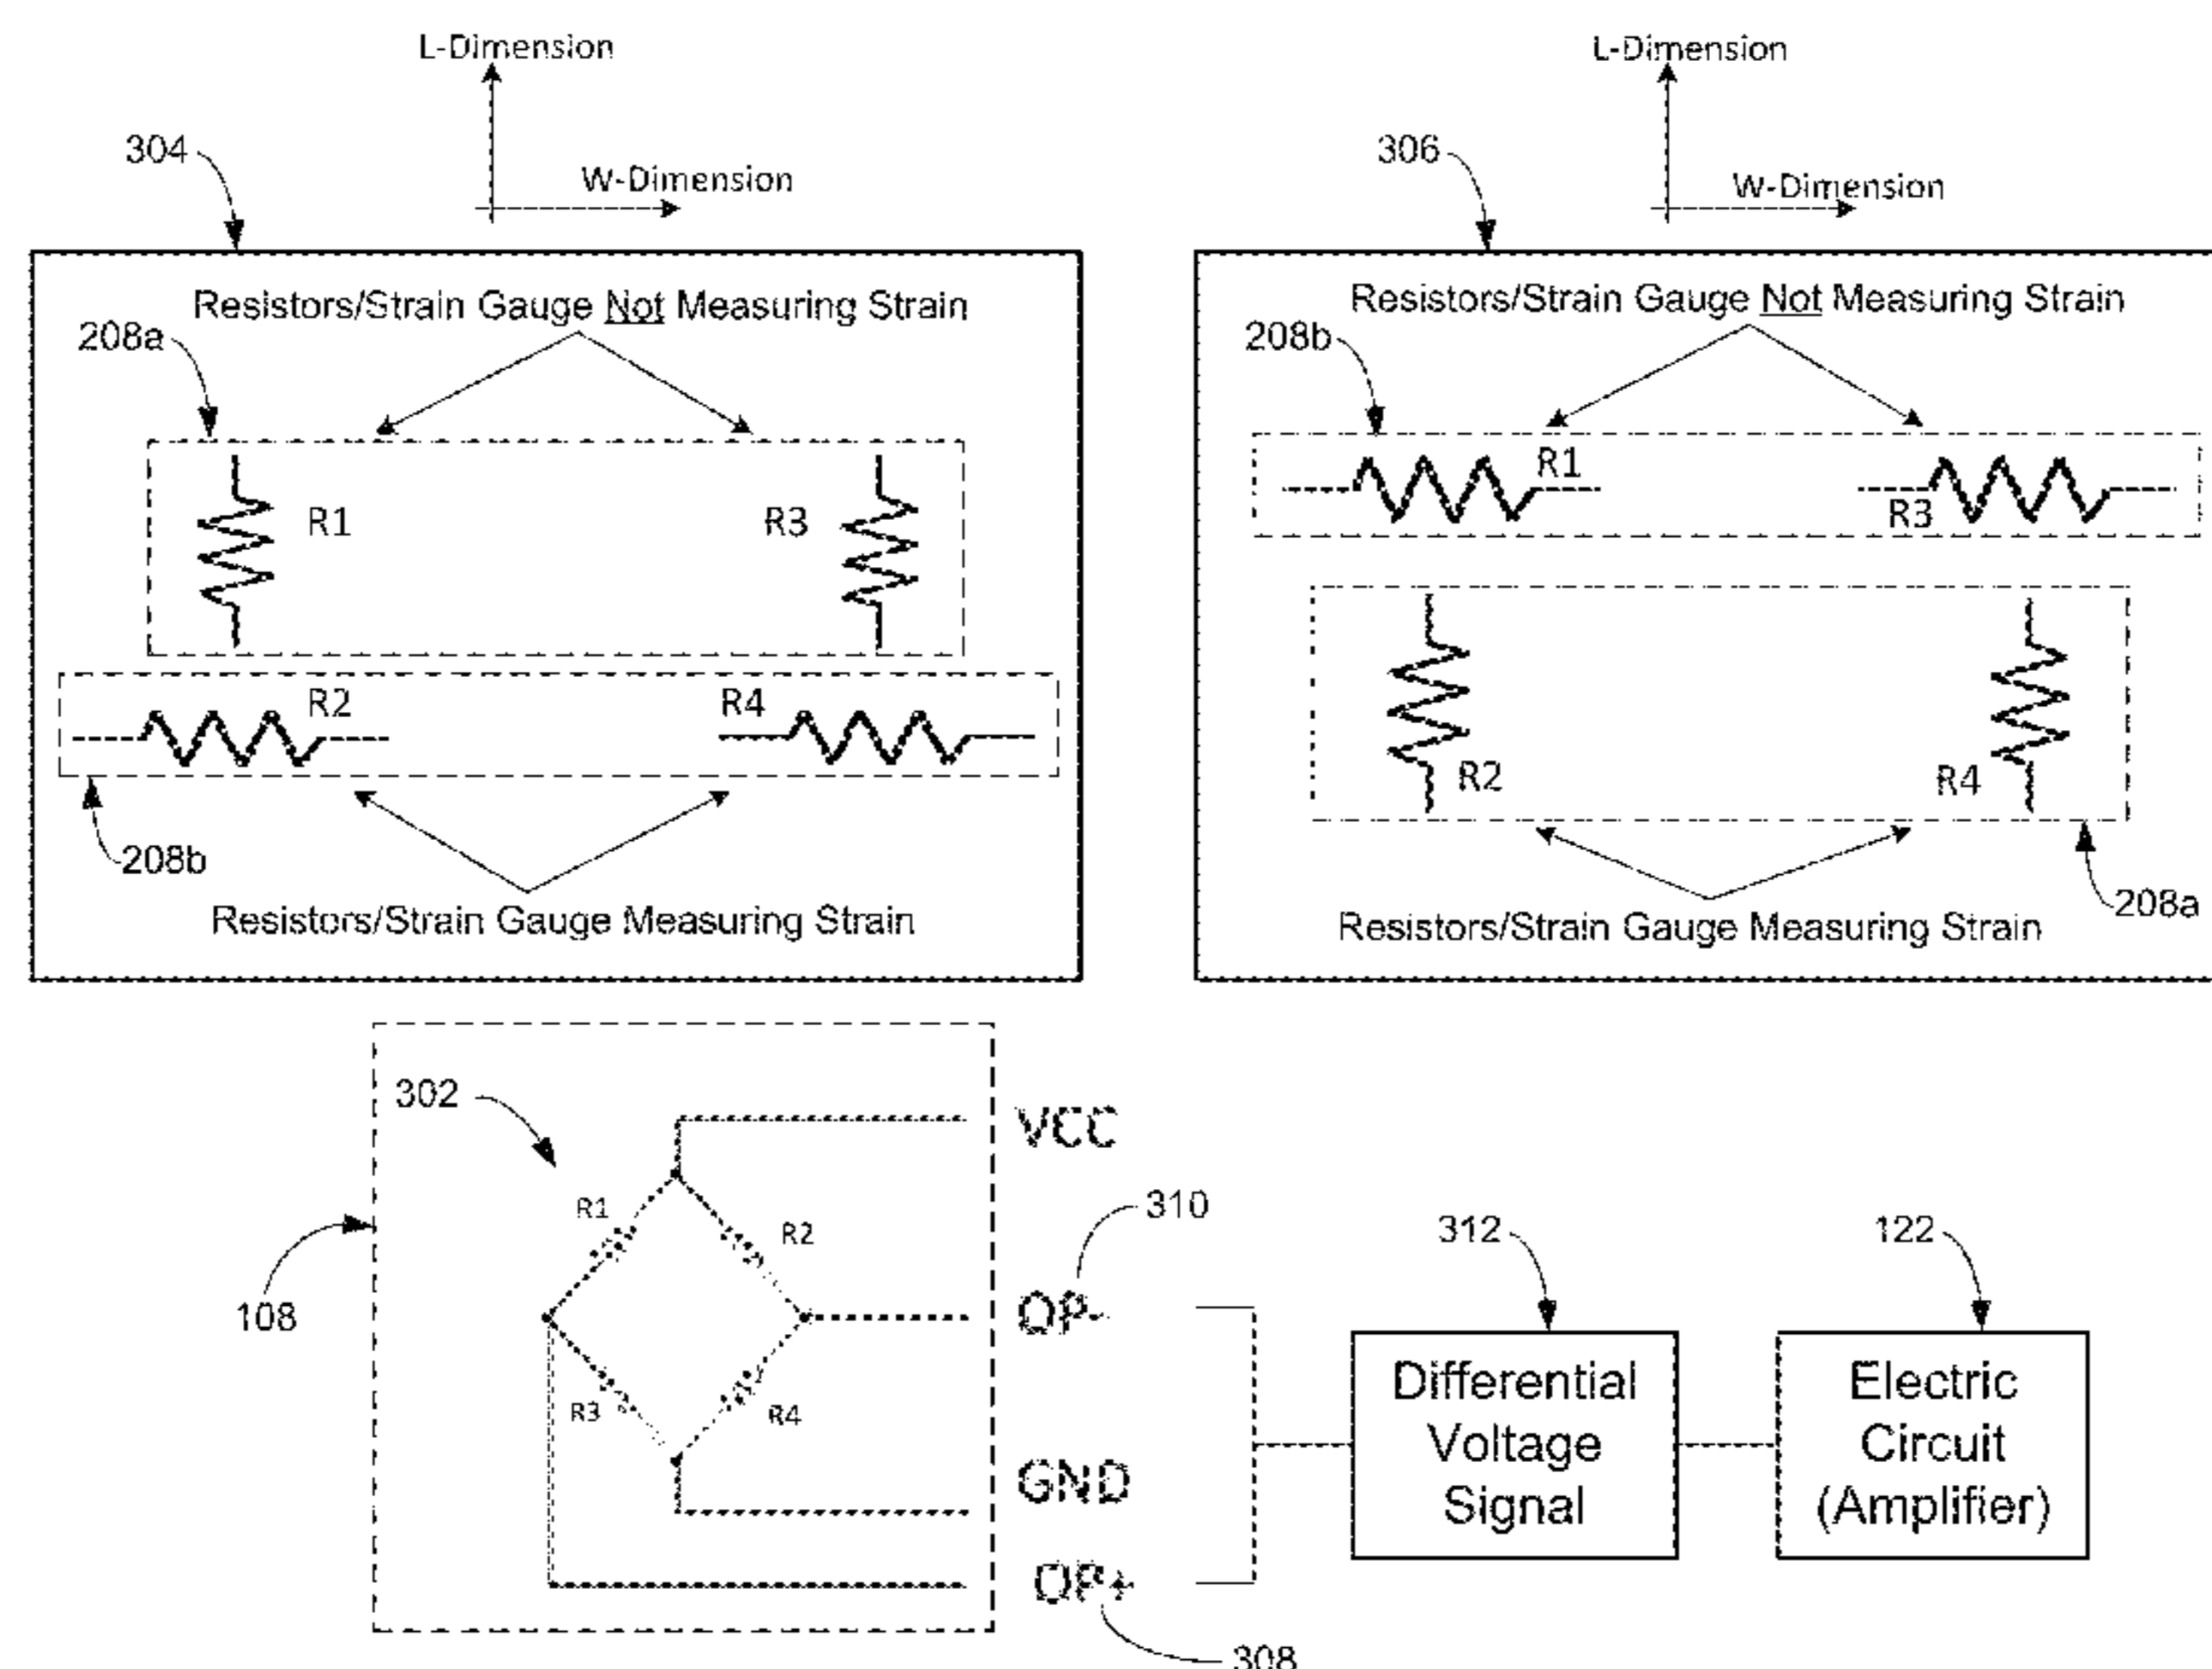 L-Dimension
304
W-Dimension
Resistors/Strain Gauge Not Measuring Strain
208a
R1
R3
R2
R4
208b
Resistors/Strain Gauge Measuring Strain
L-Dimension
306
W-Dimension
Resistors/Strain Gauge Not Measuring Strain
208b
R1
R3
R2
R4
208a
Resistors/Strain Gauge Measuring Strain
302
VCC
R1
R2
310
108
OP-
R3
R4
GND
OP+
308
312
Differential
Voltage
Signal
122
Electric
Circuit
(Amplifier)